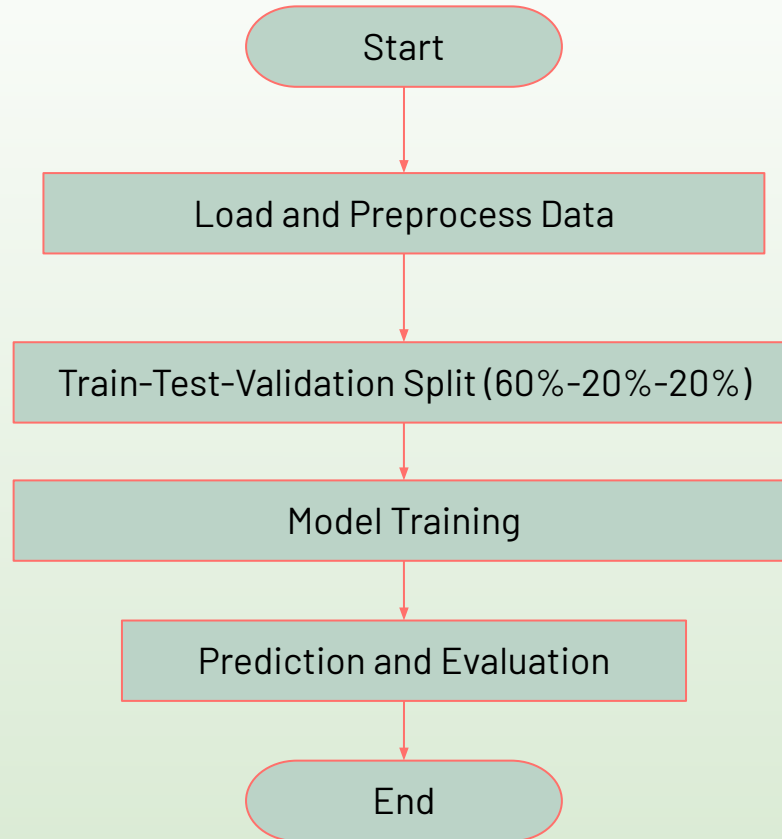 Start
Load and Preprocess Data
Train-Test-Validation Split (60%-20%-20%)
Model Training
Prediction and Evaluation
End